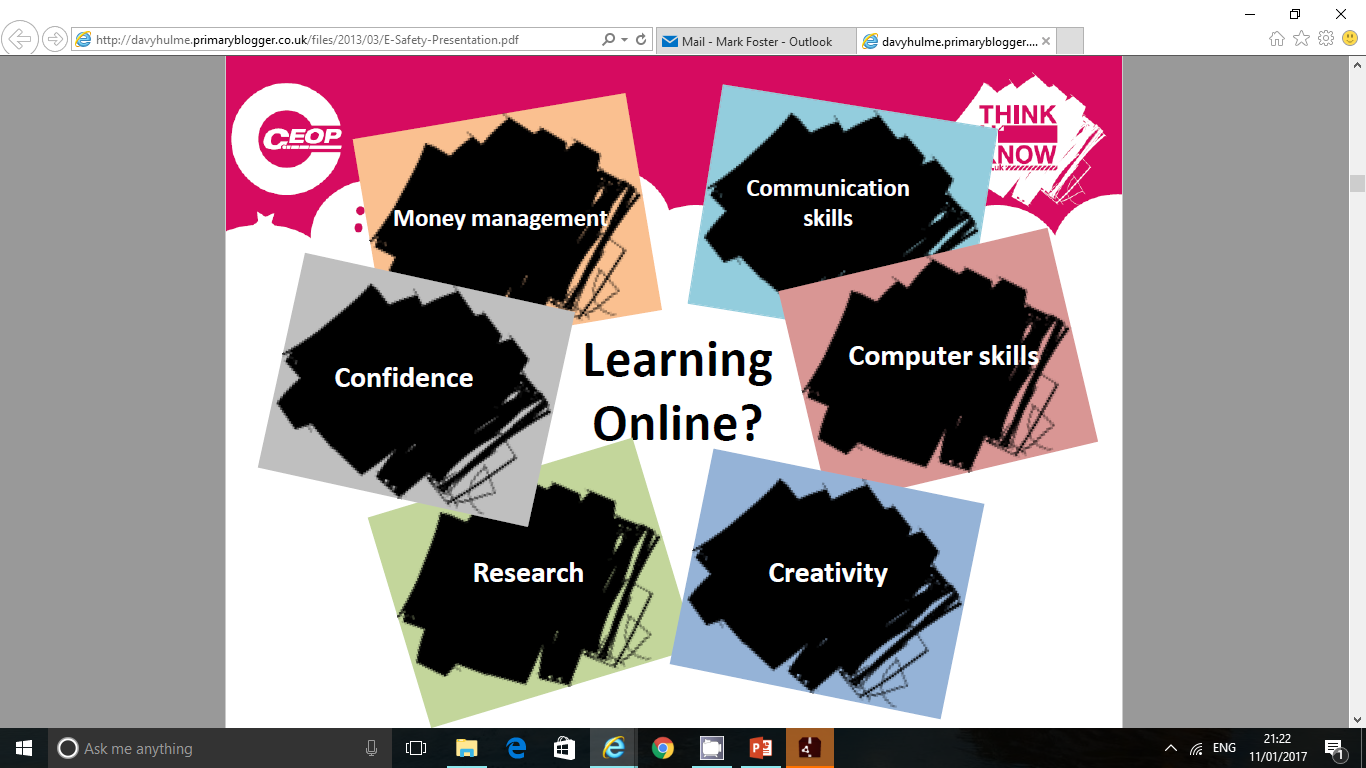 http://davyhulme.primaryblogger.co.uk/files/2013/03/E-Safety-Presentation.pdf
Mail - Mark Foster - Outlook
davyhulme.primaryblogger....
CEOP
THINK
KNOW
Money management
Communication
skills
Confidence
Learning
Online?
Computer skills
Research
Creativity
Ask me anything
ENG
21:22
11/01/2017
1